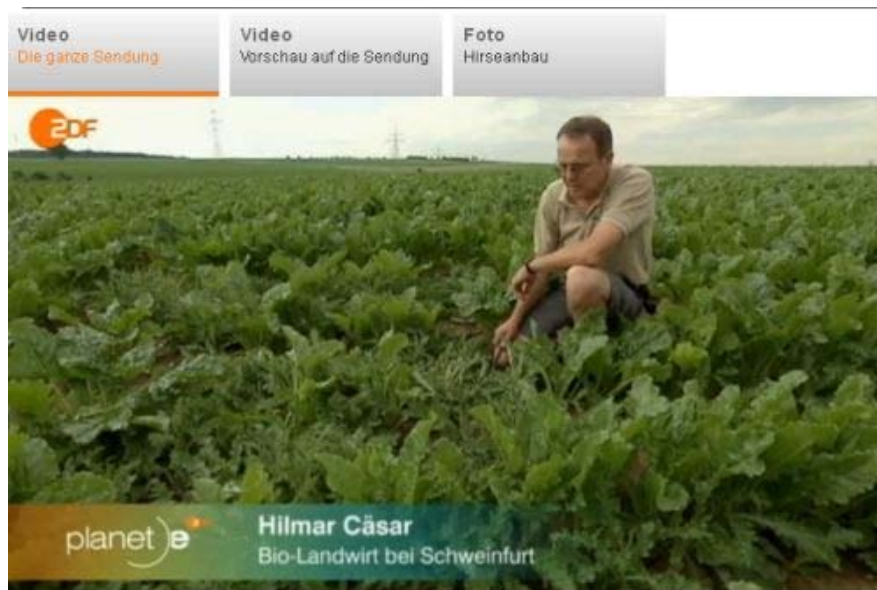 Video
Die ganze Sendung
Video
Vorschau auf die Sendung
Foto
Hirseanbau
ZDF
planet e
Hilmar Cäsar
Bio-Landwirt bei Schweinfurt